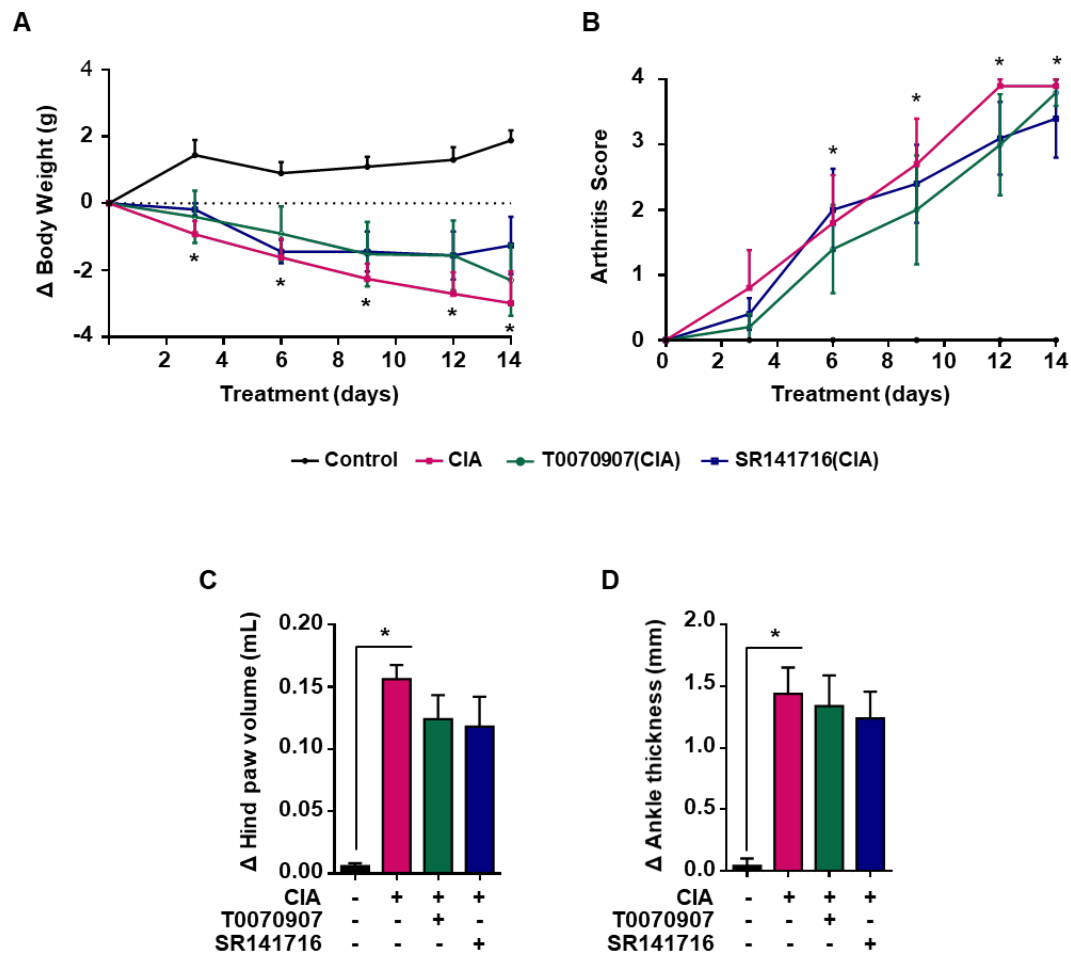 A
B
4
2
0
-2
-4
Δ Body Weight (g)
* * * * *
2 4 6 8 10 12 14
Treatment (days)
4
3
2
1
0
Arthritis Score
* * * *
0 2 4 6 8 10 12 14
Treatment (days)
Control CIA T0070907(CIA) SR141716(CIA)
C
D
0.20
0.15
0.10
0.05
0.00
Δ Hind paw volume (mL)
*
CIA - + + +
T0070907 - - + -
SR141716 - - - +
2.0
1.5
1.0
0.5
0.0
Δ Ankle thickness (mm)
*
- + + +
- - + -
- - - +